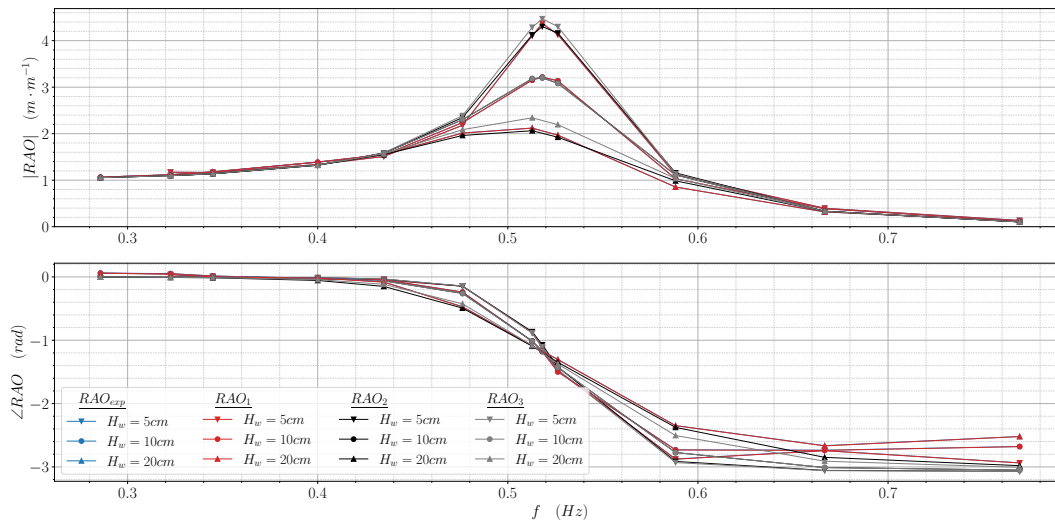 4
3
2
1
0
|RAO| (m · m⁻¹)
0.3 0.4 0.5 0.6 0.7
0
−1
−2
−3
∠RAO (rad)
RAO_exp RAO_1 RAO_2 RAO_3
H_w = 5cm H_w = 5cm H_w = 5cm H_w = 5cm
H_w = 10cm H_w = 10cm H_w = 10cm H_w = 10cm
H_w = 20cm H_w = 20cm H_w = 20cm H_w = 20cm
0.3 0.4 0.5 0.6 0.7
f (Hz)